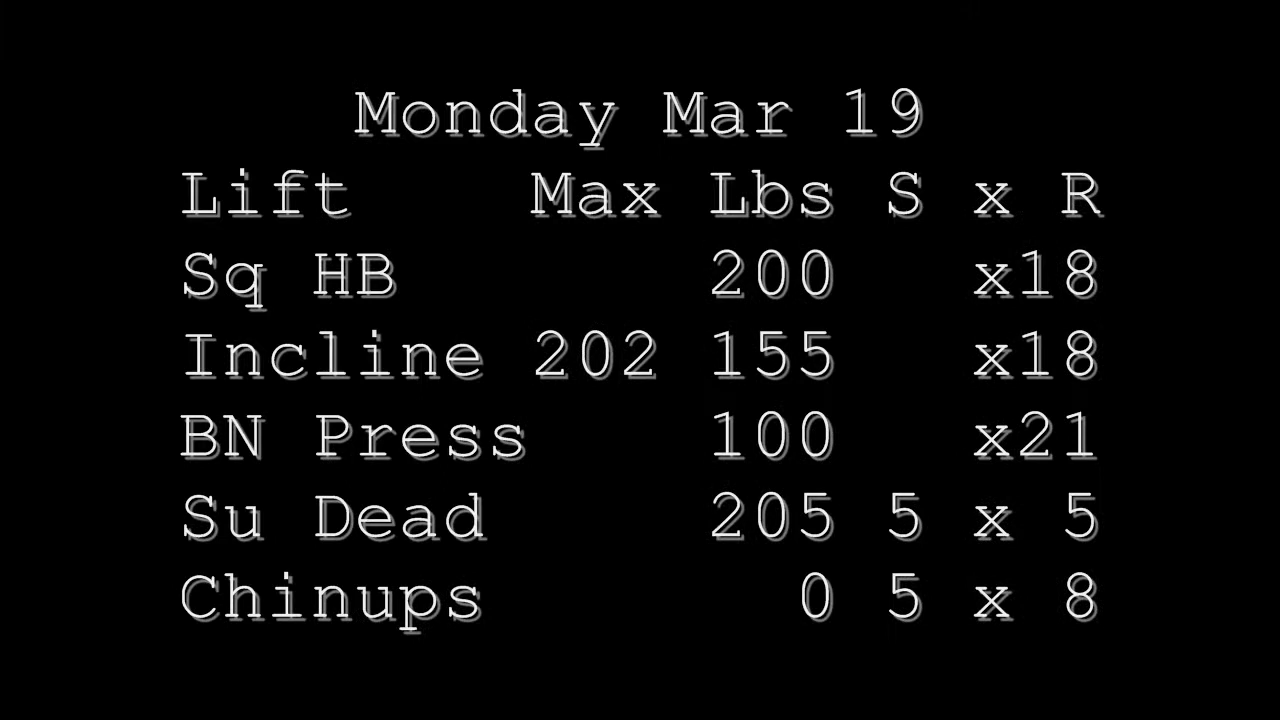 Monday Mar 19
Lift Max Lbs S x R
Sq HB 200 x18
Incline 202 155 x18
BN Press 100 x21
Su Dead 205 5 x 5
Chinups 0 5 x 8